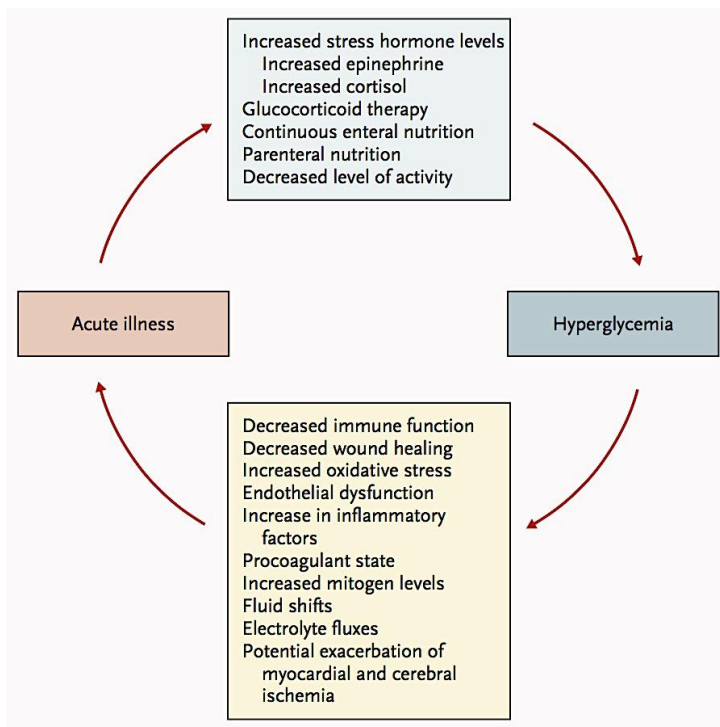 Increased stress hormone levels
Increased epinephrine
Increased cortisol
Glucocorticoid therapy
Continuous enteral nutrition
Parenteral nutrition
Decreased level of activity
Acute illness
Hyperglycemia
Decreased immune function
Decreased wound healing
Increased oxidative stress
Endothelial dysfunction
Increase in inflammatory
factors
Procoagulant state
Increased mitogen levels
Fluid shifts
Electrolyte fluxes
Potential exacerbation of
myocardial and cerebral
ischemia